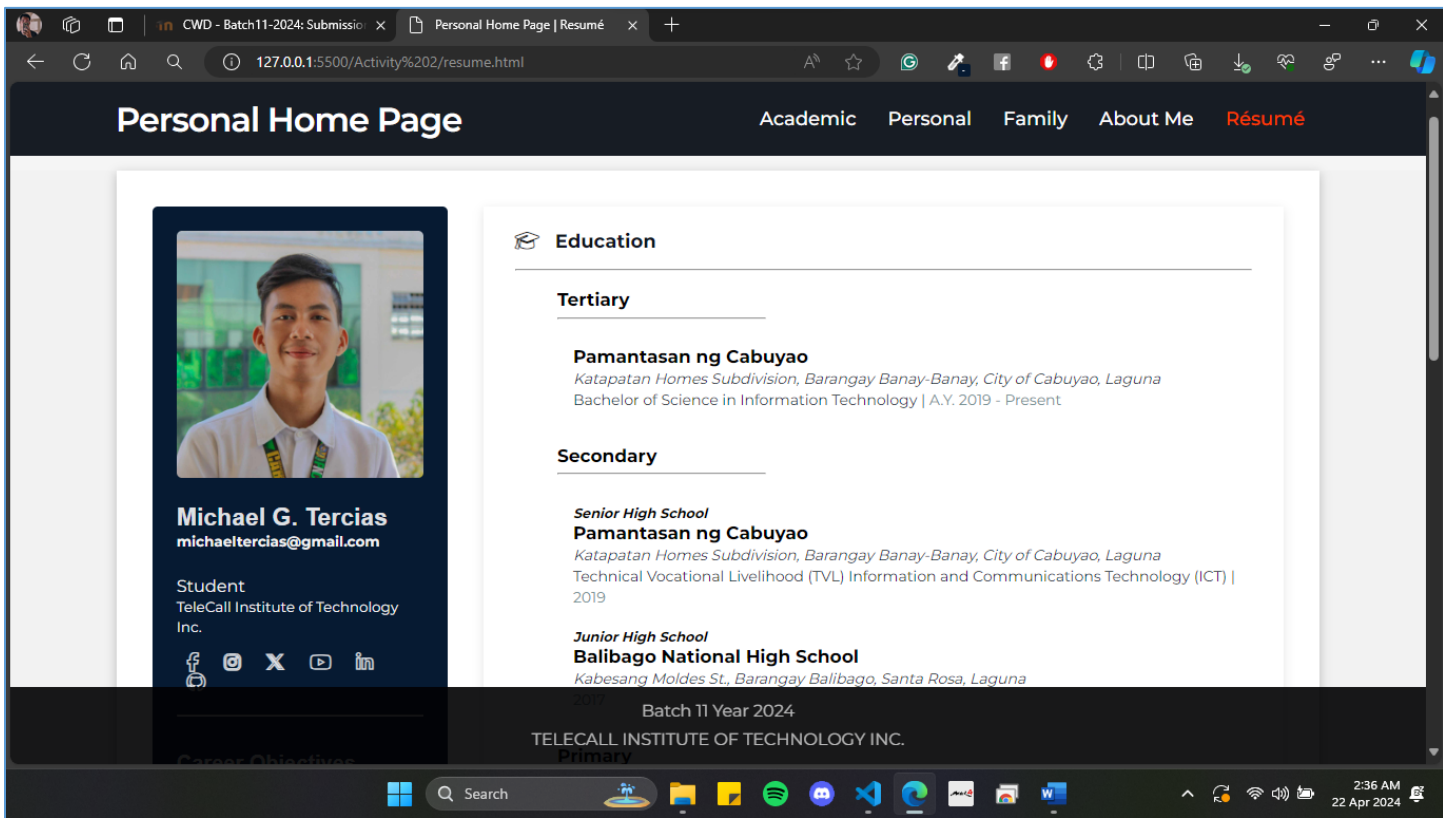 CWD - Batch11-2024: Submissio
Personal Home Page | Resumé
127.0.0.1:5500/Activity%202/resume.html
Personal Home Page
Academic Personal Family About Me Résumé
Michael G. Tercias
michaeltercias@gmail.com
Student
TeleCall Institute of Technology
Inc.
Career Objectives
Education
Tertiary
Pamantasan ng Cabuyao
Katapatan Homes Subdivision, Barangay Banay-Banay, City of Cabuyao, Laguna
Bachelor of Science in Information Technology | A.Y. 2019 - Present
Secondary
Senior High School
Pamantasan ng Cabuyao
Katapatan Homes Subdivision, Barangay Banay-Banay, City of Cabuyao, Laguna
Technical Vocational Livelihood (TVL) Information and Communications Technology (ICT) |
2019
Junior High School
Balibago National High School
Kabesang Moldes St., Barangay Balibago, Santa Rosa, Laguna
2017
Primary
Batch 11 Year 2024
TELECALL INSTITUTE OF TECHNOLOGY INC.
Search
2:36 AM
22 Apr 2024